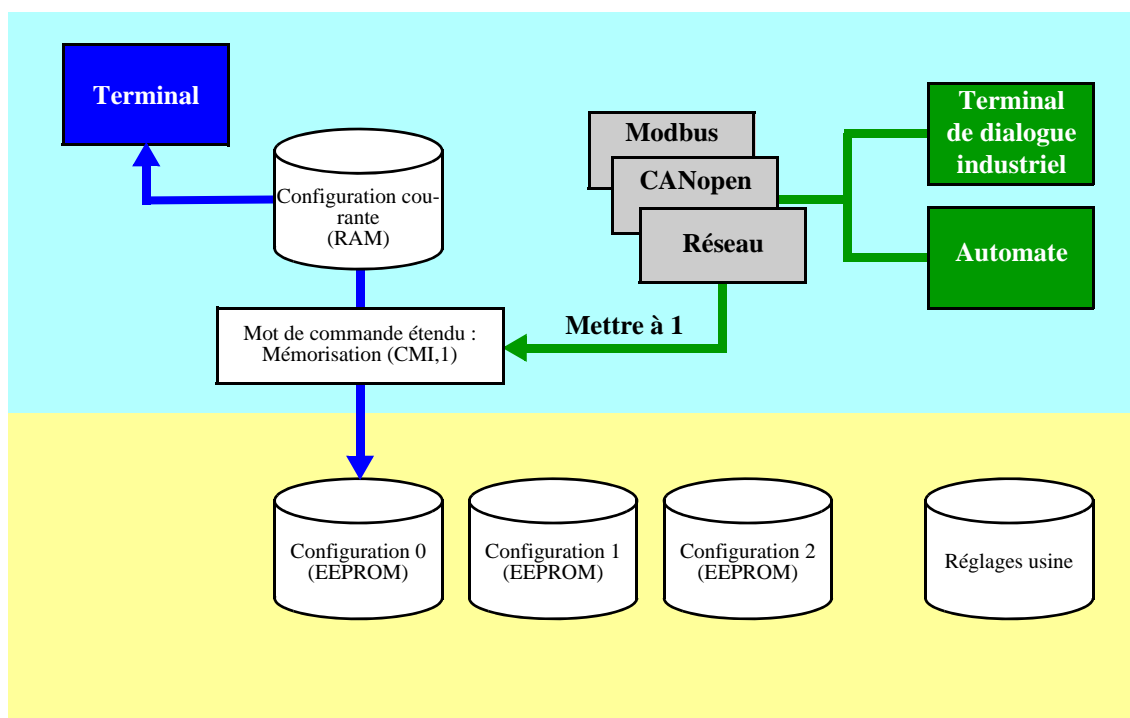 Terminal
Configuration cou-
rante
(RAM)
Modbus
CANopen
Réseau
Terminal
de dialogue
industriel
Automate
Mettre à 1
Mot de commande étendu :
Mémorisation (CMI,1)
Configuration 0
(EEPROM)
Configuration 1
(EEPROM)
Configuration 2
(EEPROM)
Réglages usine